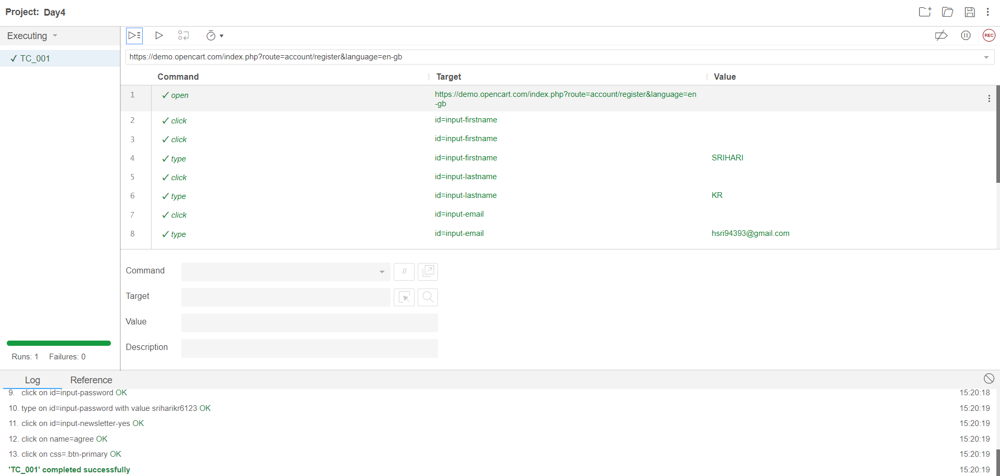 Project: Day4
Executing
✓ TC_001
REC
https://demo.opencart.com/index.php?route=account/register&language=en-gb
Command Target Value
1 ✓ open https://demo.opencart.com/index.php?route=account/register&language=en
-gb
2 ✓ click id=input-firstname
3 ✓ click id=input-firstname
4 ✓ type id=input-firstname SRIHARI
5 ✓ click id=input-lastname
6 ✓ type id=input-lastname KR
7 ✓ click id=input-email
8 ✓ type id=input-email hsri94393@gmail.com
Command //
Target
Value
Description
Runs: 1 Failures: 0
Log Reference
9. click on id=input-password OK 15:20:18
10. type on id=input-password with value sriharikr6123 OK 15:20:19
11. click on id=input-newsletter-yes OK 15:20:19
12. click on name=agree OK 15:20:19
13. click on css=.btn-primary OK 15:20:19
'TC_001' completed successfully 15:20:19